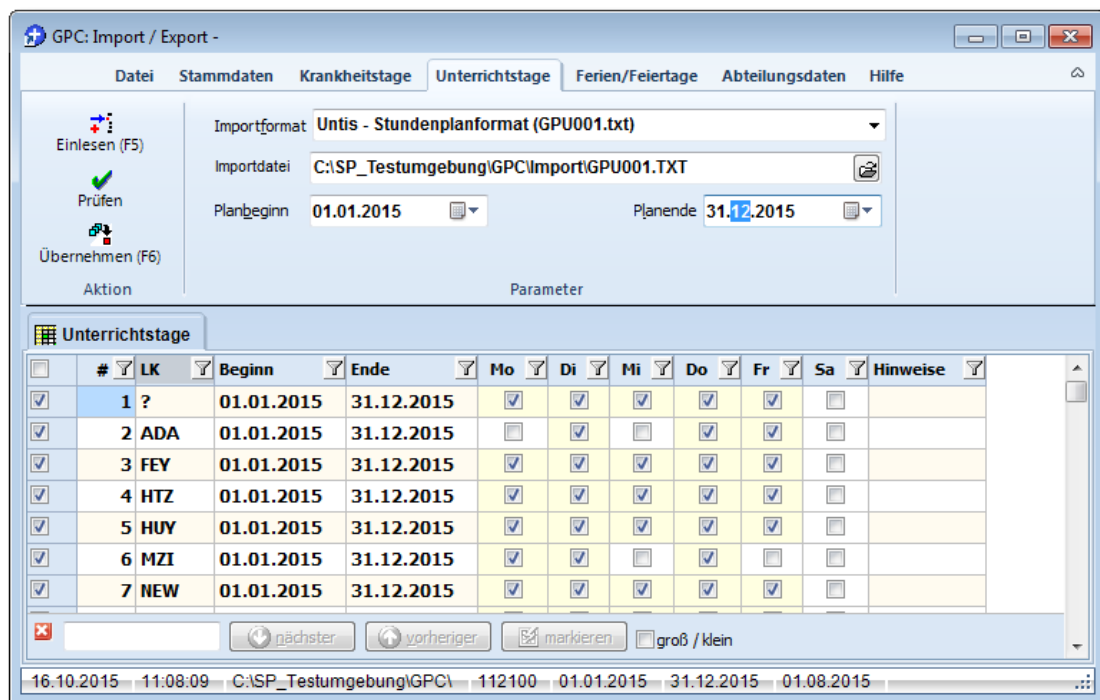 GPC: Import / Export -
Datei Stammdaten Krankheitstage Unterrichtstage Ferien/Feiertage Abteilungsdaten Hilfe
Einlesen (F5)
Prüfen
Übernehmen (F6)
Aktion
Importformat Untis - Stundenplanformat (GPU001.txt)
Importdatei C:\SP_Testumgebung\GPC\Import\GPU001.TXT
Planbeginn 01.01.2015 Planende 31.12.2015
Parameter
Unterrichtstage
# LK Beginn Ende Mo Di Mi Do Fr Sa Hinweise
1 ? 01.01.2015 31.12.2015
2 ADA 01.01.2015 31.12.2015
3 FEY 01.01.2015 31.12.2015
4 HTZ 01.01.2015 31.12.2015
5 HUY 01.01.2015 31.12.2015
6 MZI 01.01.2015 31.12.2015
7 NEW 01.01.2015 31.12.2015
nächster vorheriger markieren groß / klein
16.10.2015 11:08:09 C:\SP_Testumgebung\GPC\ 112100 01.01.2015 31.12.2015 01.08.2015